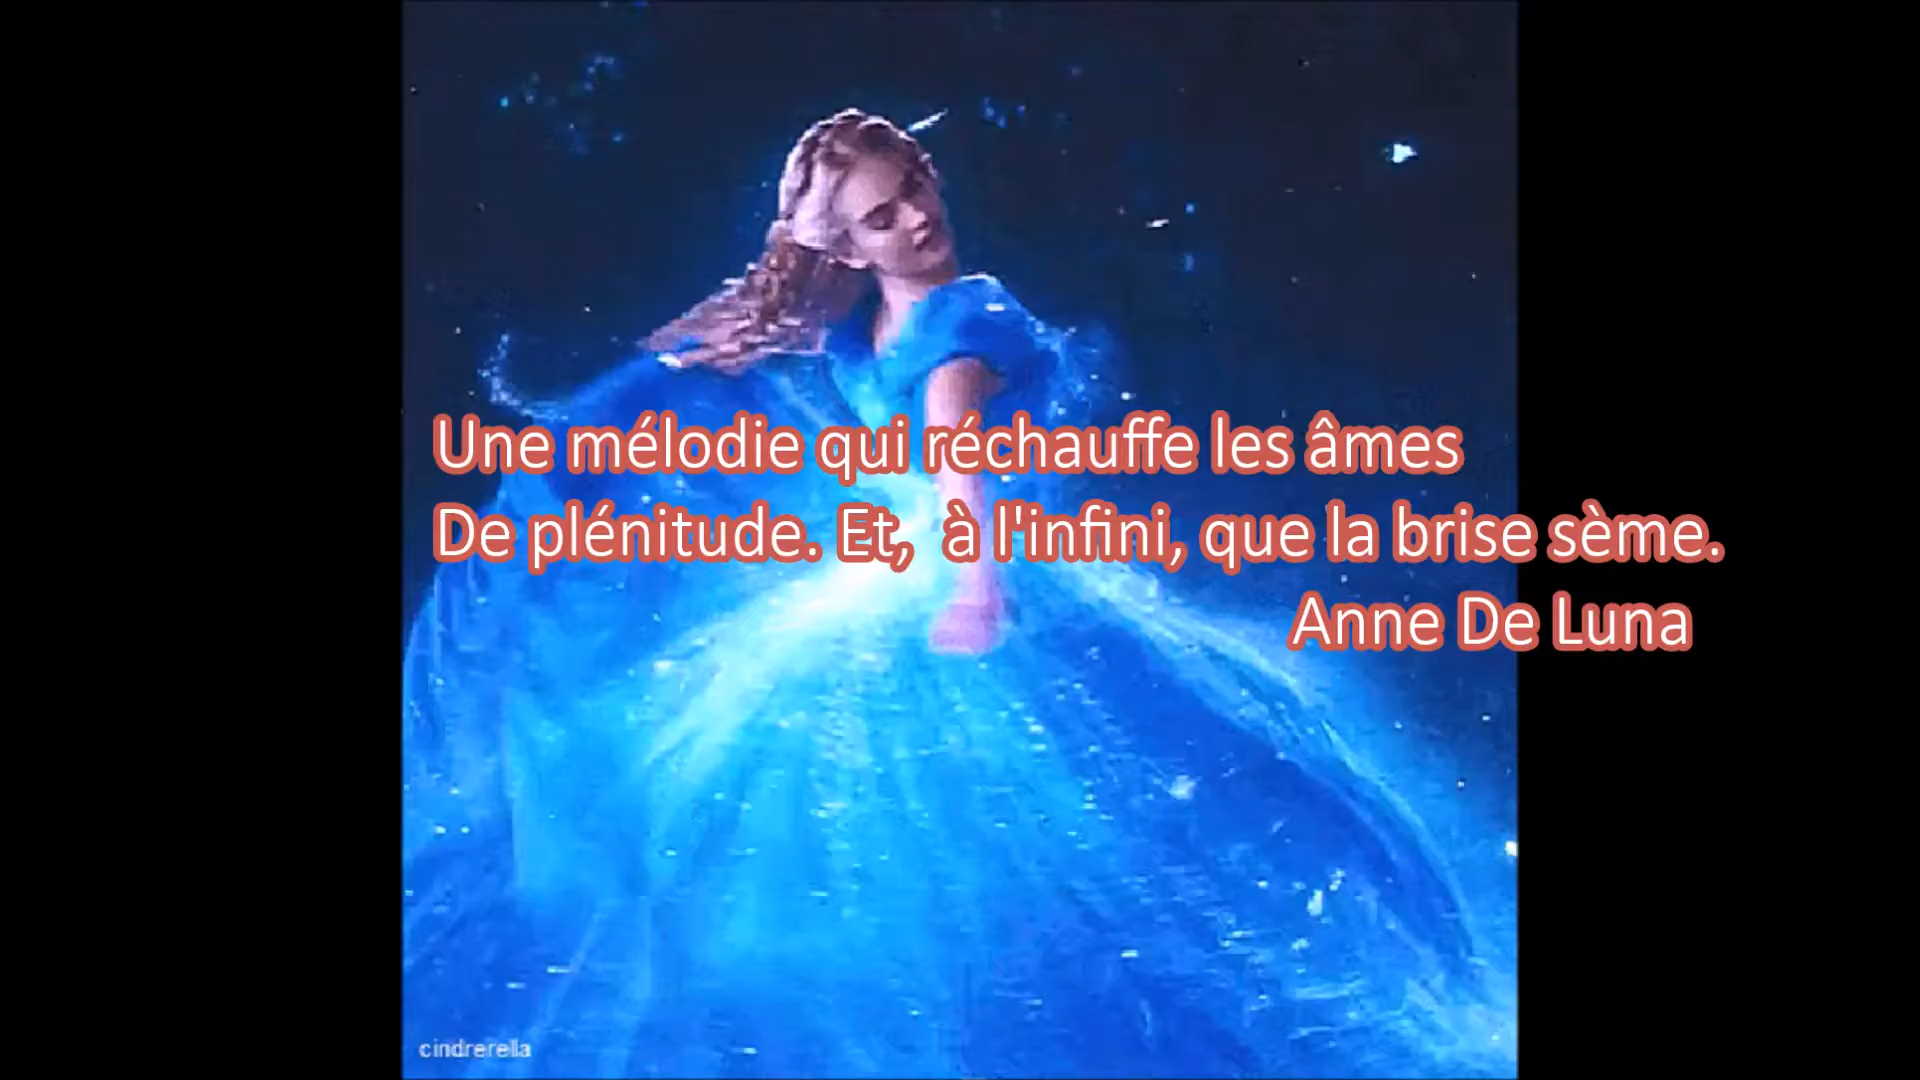 Une mélodie qui réchauffe les âmes
De plénitude. Et, à l'infini, que la brise sème.
Anne De Luna
cindrerella